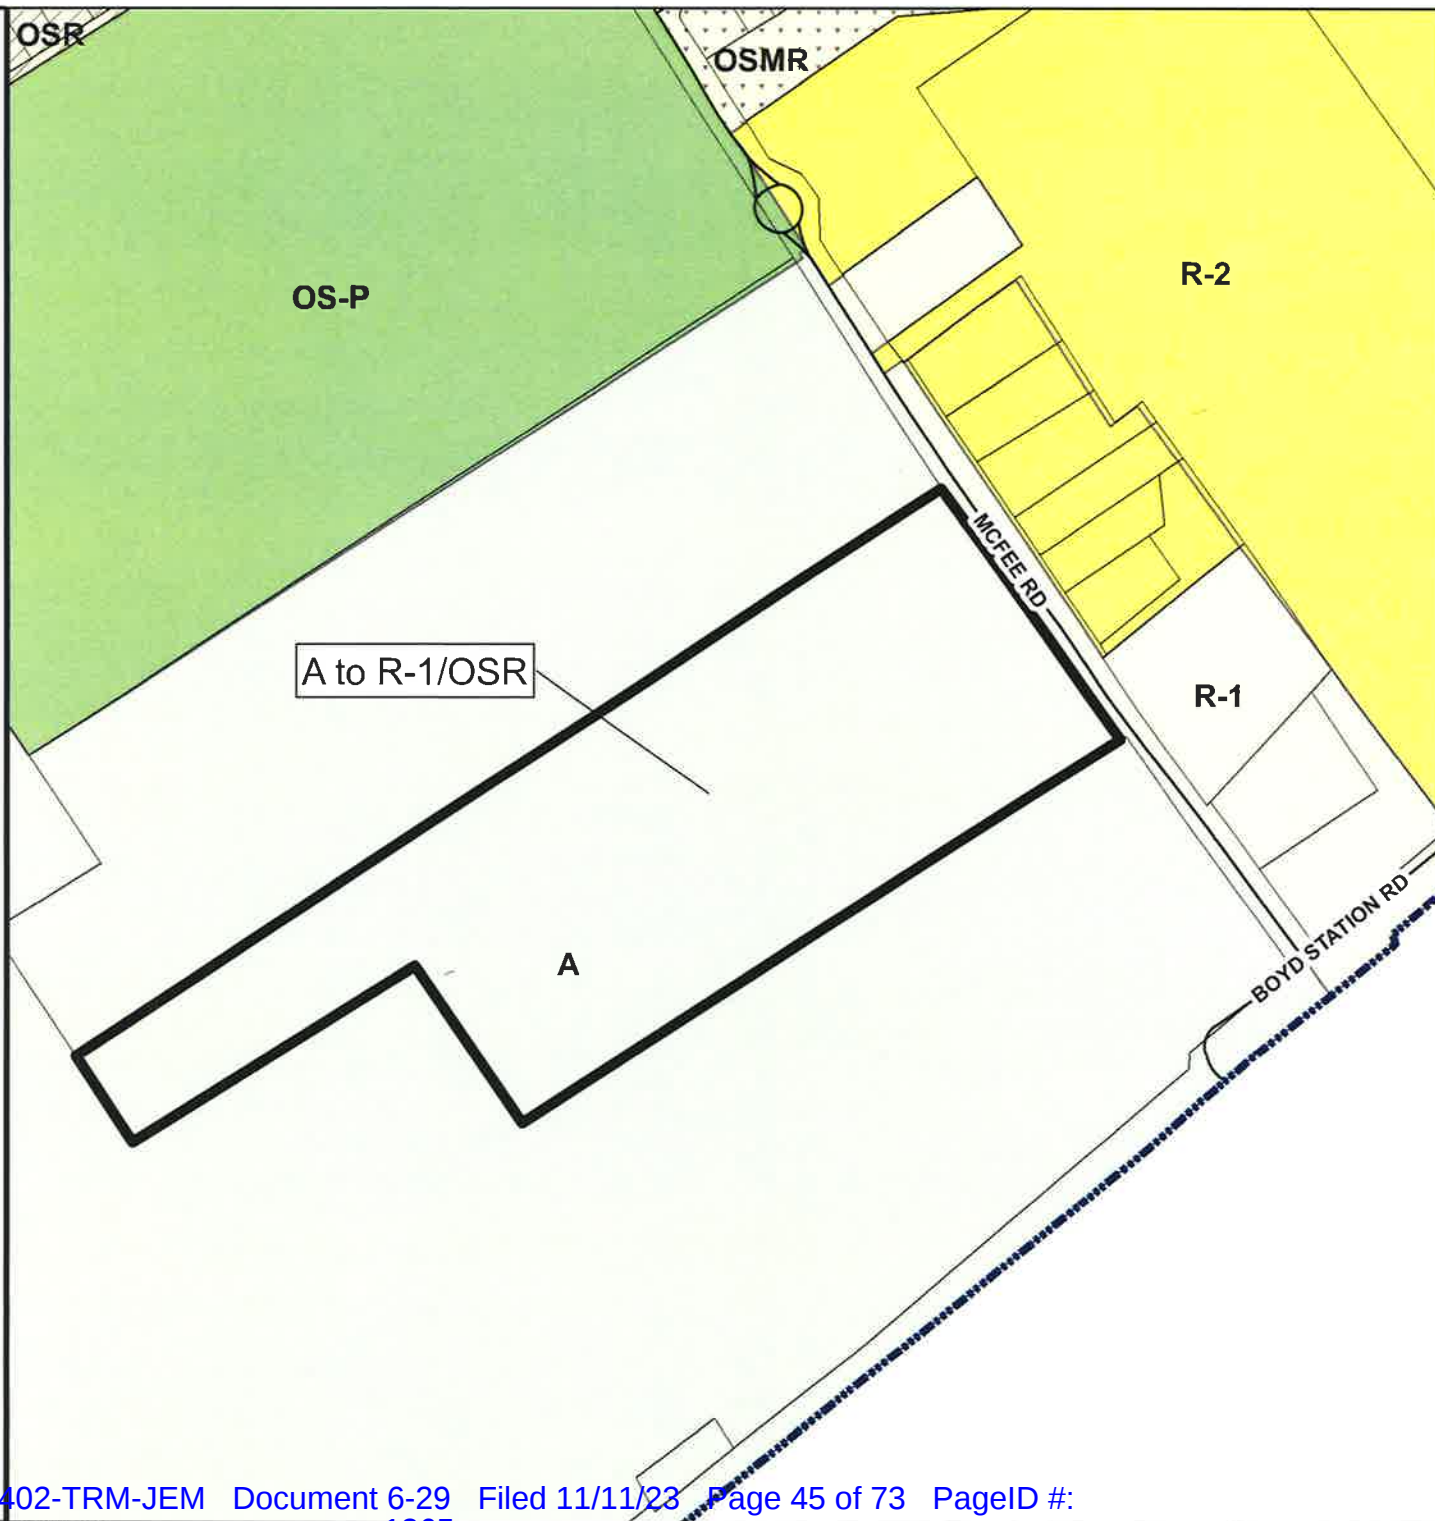 OSR
OSMR
R-2
OS-P
MCFEE RD
A to R-1/OSR
R-1
BOYD STATION RD
A
402-TRM-JEM Document 6-29 Filed 11/11/23 Page 45 of 73 PageID #: